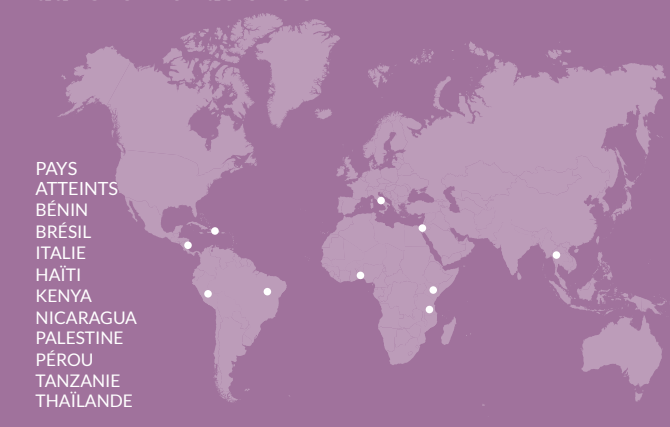 PAYS
ATTEINTS
BÉNIN
BRÉSIL
ITALIE
HAÏTI
KENYA
NICARAGUA
PALESTINE
PÉROU
TANZANIE
THAÏLANDE